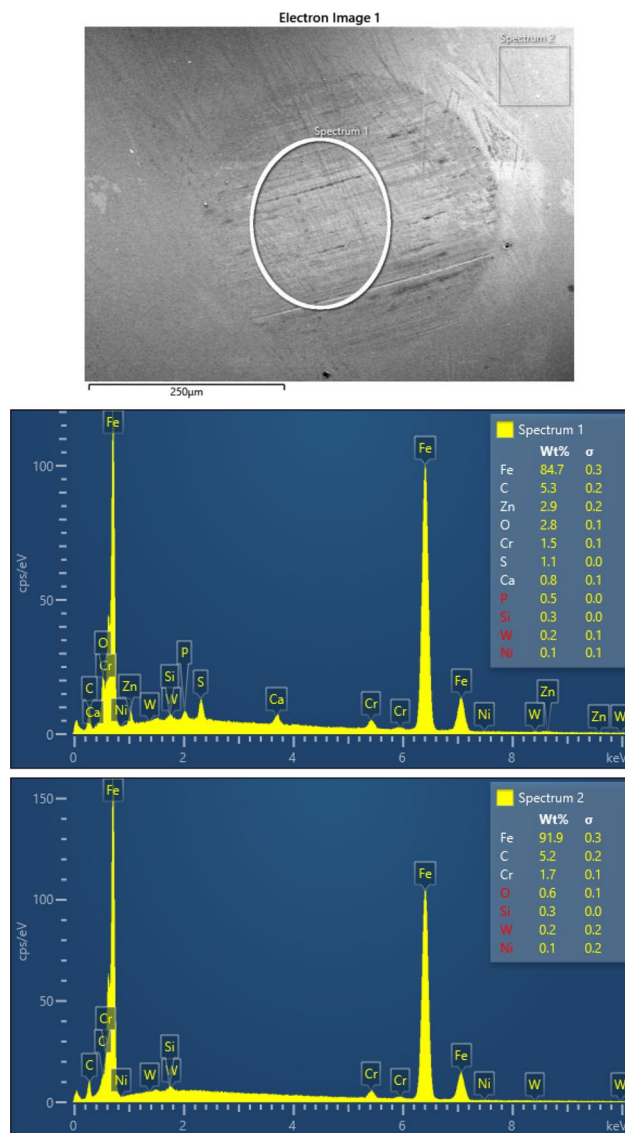 Electron Image 1
Spectrum 2
Spectrum 1
250µm
Fe
Fe
Spectrum 1
Wt% σ
Fe 84.7 0.3
C 5.3 0.2
Zn 2.9 0.2
O 2.8 0.1
Cr 1.5 0.1
S 1.1 0.0
Ca 0.8 0.1
P 0.5 0.0
Si 0.3 0.0
W 0.2 0.1
Ni 0.1 0.1
100
cps/eV
50
O
Cr
P
Si
C
Zn
W
S
Ca
Ni
W
Ca
Cr
Cr
Fe
Ni
W
Zn
Zn
W
0
0 2 4 6 8 keV
Fe
Fe
Spectrum 2
Wt% σ
Fe 91.9 0.3
C 5.2 0.2
Cr 1.7 0.1
O 0.6 0.1
Si 0.3 0.0
W 0.2 0.2
Ni 0.1 0.2
150
100
cps/eV
50
Cr
Si
C
Ni
W
W
Cr
Cr
Fe
Ni
W
W
0
0 2 4 6 8 keV